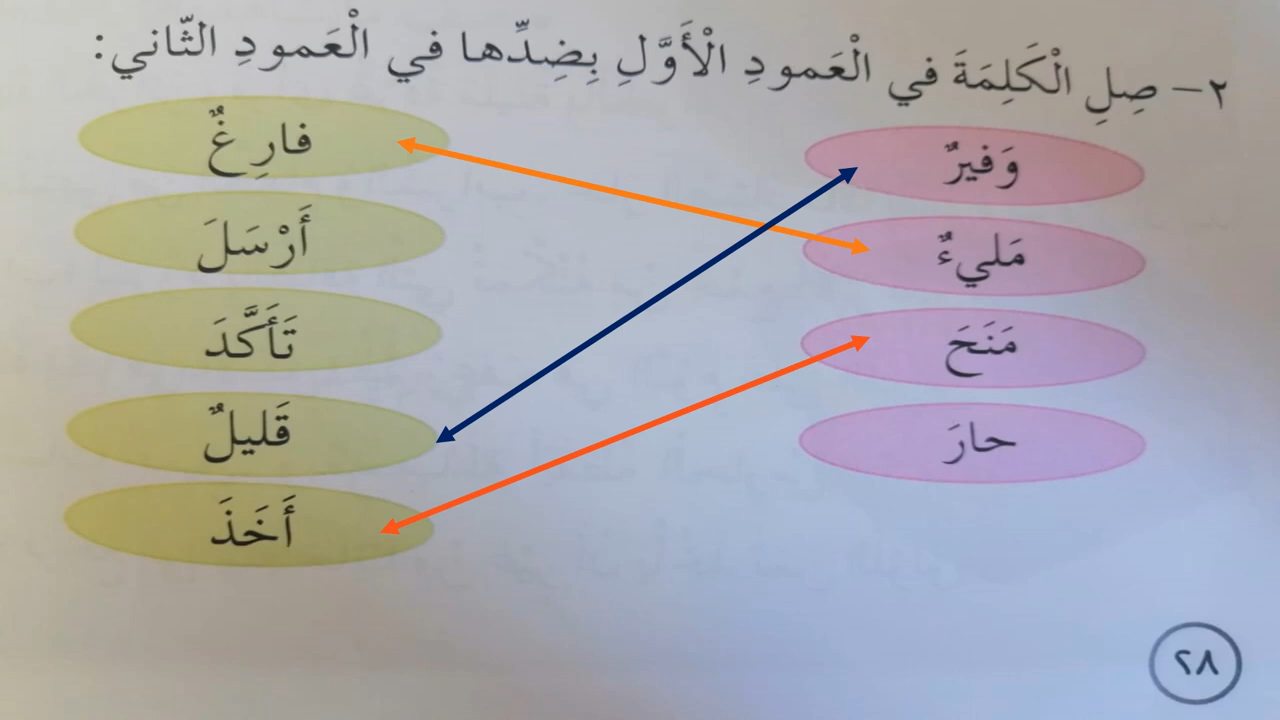 ٢- صِلِ الْكَلِمَةَ في الْعَمودِ الْأَوَّلِ بِضِدِّها في الْعَمودِ الثّاني:
وَفيرٌ
مَليءٌ
مَنَحَ
حارَ
فارِغٌ
أَرْسَلَ
تَأَكَّدَ
قَليلٌ
أَخَذَ
٢٨